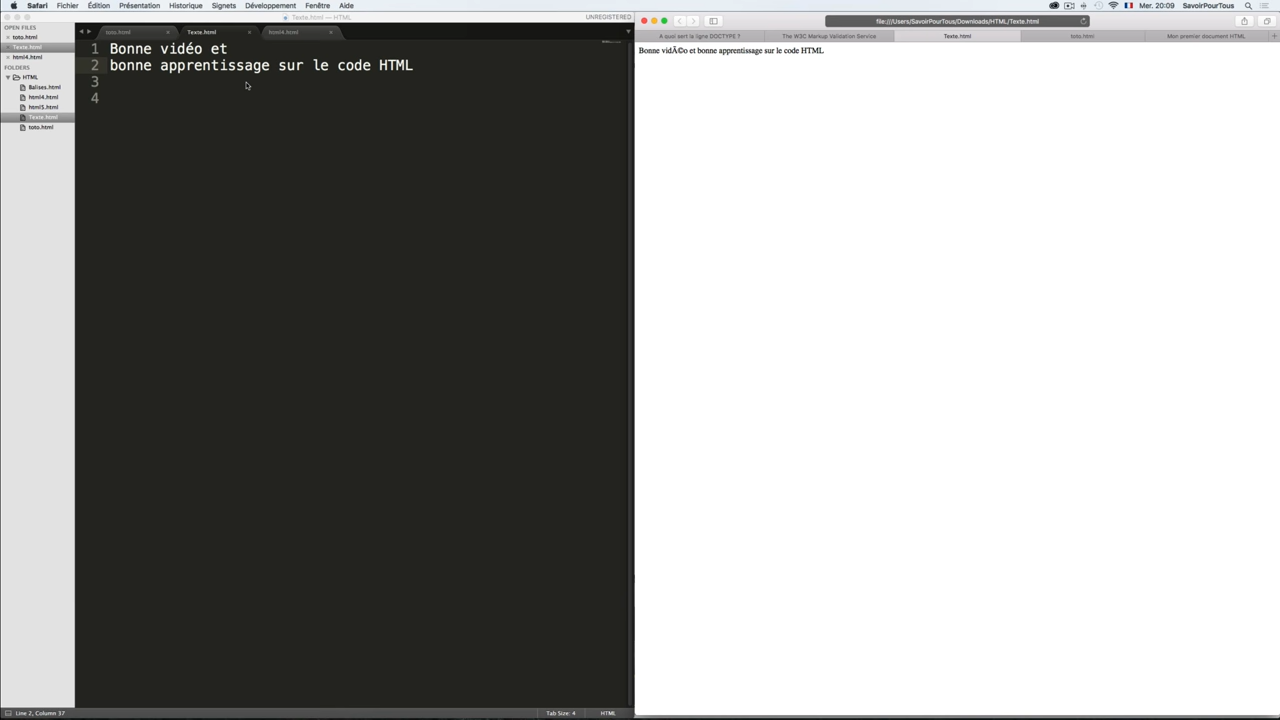 Safari Fichier Édition Présentation Historique Signets Développement Fenêtre Aide
Mer. 20:09 SavoirPourTous
Texte.html — HTML
UNREGISTERED
OPEN FILES
toto.html
Texte.html
html4.html
FOLDERS
HTML
Balises.html
html4.html
html5.html
Texte.html
toto.html
toto.html Texte.html html4.html
1 Bonne vidéo et
2 bonne apprentissage sur le code HTML
3
4
Line 2, Column 37
Tab Size: 4 HTML
file:///Users/SavoirPourTous/Downloads/HTML/Texte.html
A quoi sert la ligne DOCTYPE ? The W3C Markup Validation Service Texte.html toto.html Mon premier document HTML
Bonne vidÃ©o et bonne apprentissage sur le code HTML